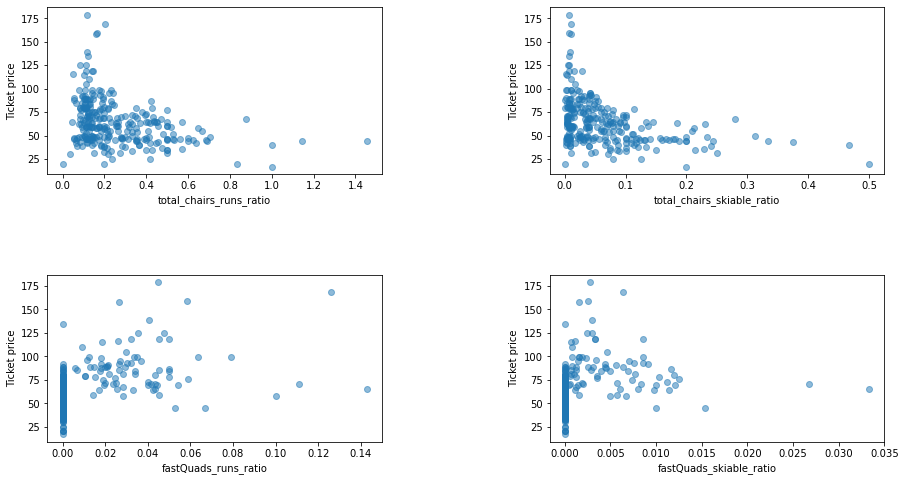 175
150
125
100
75
50
25
Ticket price
0.0 0.2 0.4 0.6 0.8 1.0 1.2 1.4
total_chairs_runs_ratio
175
150
125
100
75
50
25
Ticket price
0.0 0.1 0.2 0.3 0.4 0.5
total_chairs_skiable_ratio
175
150
125
100
75
50
25
Ticket price
0.00 0.02 0.04 0.06 0.08 0.10 0.12 0.14
fastQuads_runs_ratio
175
150
125
100
75
50
25
Ticket price
0.000 0.005 0.010 0.015 0.020 0.025 0.030 0.035
fastQuads_skiable_ratio